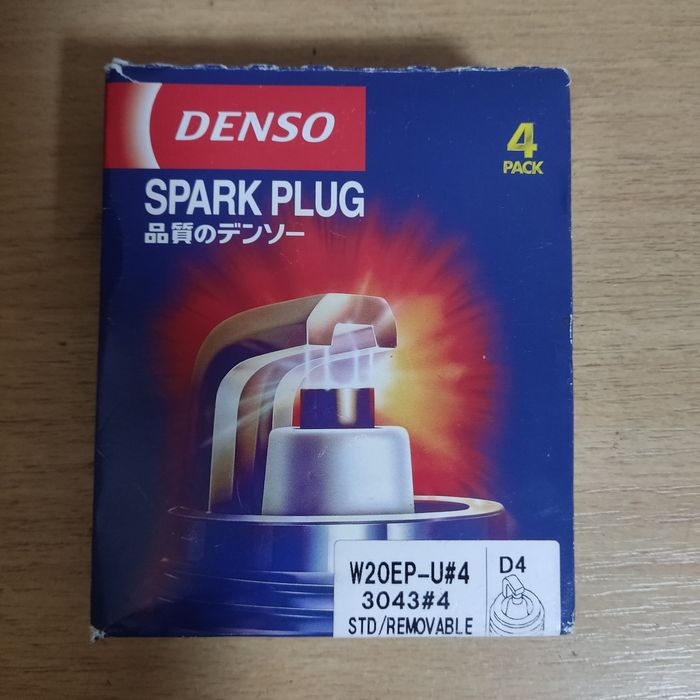 DENSO
4
PACK
SPARK PLUG
品質のデンソー
W20EP-U#4
D4
3043#4
STD/REMOVABLE